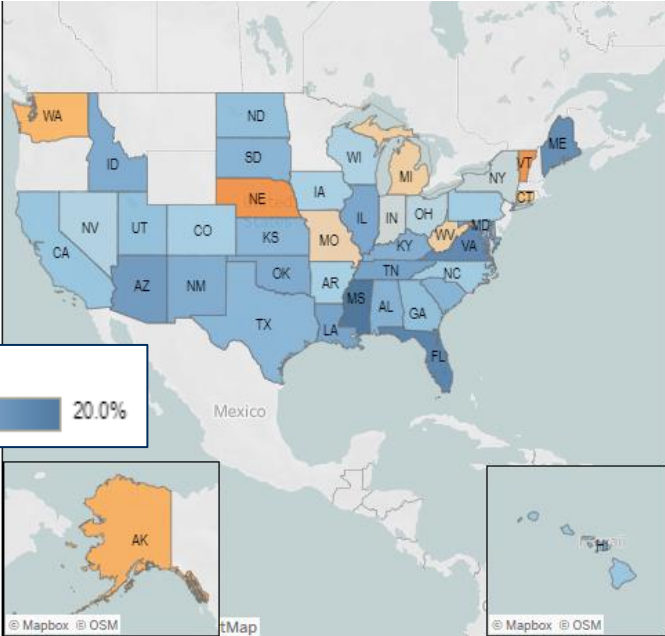 WA
ND
ME
ID
SD
WI
VT
MI
NY
CT
NE
IA
NV
UT
CO
IL
IN
OH
MD
CA
KS
MO
KY
WV
VA
AZ
NM
OK
AR
TN
NC
TX
MS
AL
GA
LA
FL
20.0%
Mexico
AK
HI
© Mapbox © OSM
tMap
© Mapbox © OSM